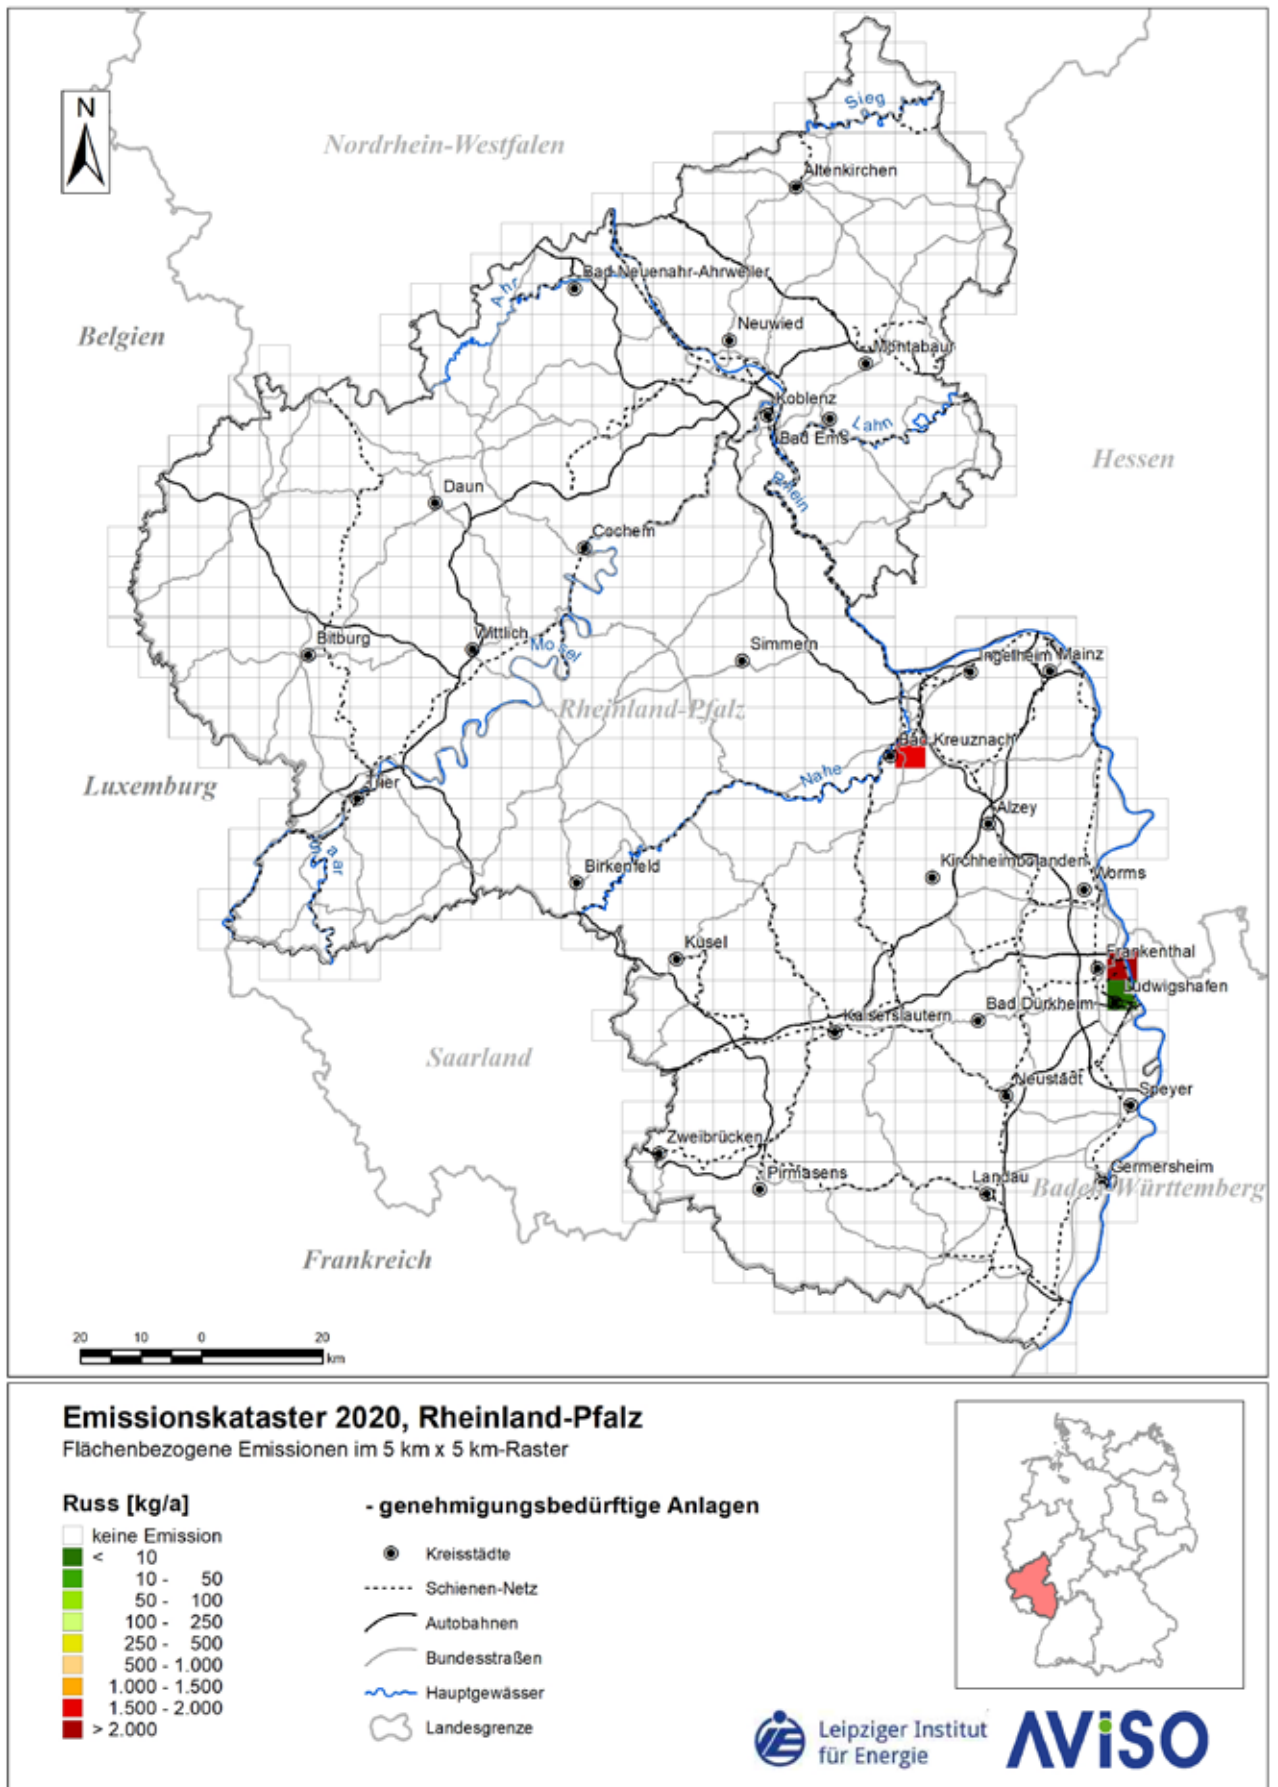 N
Nordrhein-Westfalen
Sieg
Altenkirchen
Bad Neuenahr-Ahrweiler
Ahr
Belgien
Neuwied
Montabaur
Koblenz
Bad Ems
Lahn
Hessen
Rhein
Daun
Cochem
Bitburg
Wittlich
Mosel
Simmern
Ingelheim
Mainz
Rheinland-Pfalz
Bad Kreuznach
Luxemburg
Trier
Nahe
Alzey
Saar
Birkenfeld
Kirchheimbolanden
Worms
Kusel
Frankenthal
Ludwigshafen
Bad Dürkheim
Kaiserslautern
Saarland
Neustadt
Speyer
Zweibrücken
Pirmasens
Landau
Germersheim
Baden-Württemberg
Frankreich
20 10 0 20
km
Emissionskataster 2020, Rheinland-Pfalz
Flächenbezogene Emissionen im 5 km x 5 km-Raster
Russ [kg/a]
keine Emission
< 10
10 - 50
50 - 100
100 - 250
250 - 500
500 - 1.000
1.000 - 1.500
1.500 - 2.000
> 2.000
- genehmigungsbedürftige Anlagen
Kreisstädte
Schienen-Netz
Autobahnen
Bundesstraßen
Hauptgewässer
Landesgrenze
Leipziger Institut
für Energie
AViSO